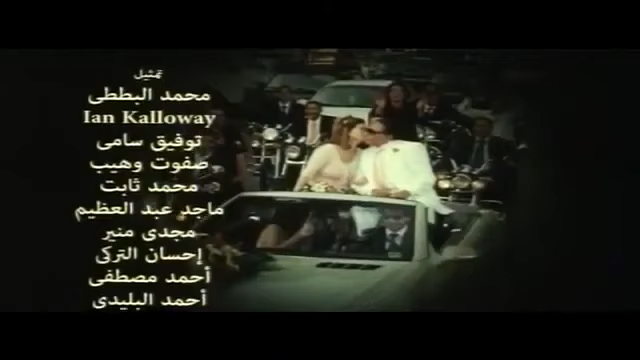 تمثيل
محمد البططى
Ian Kalloway
توفيق سامى
صفوت وهيب
محمد ثابت
ماجد عبد العظيم
مجدى منير
إحسان التركى
أحمد مصطفى
أحمد البليدى